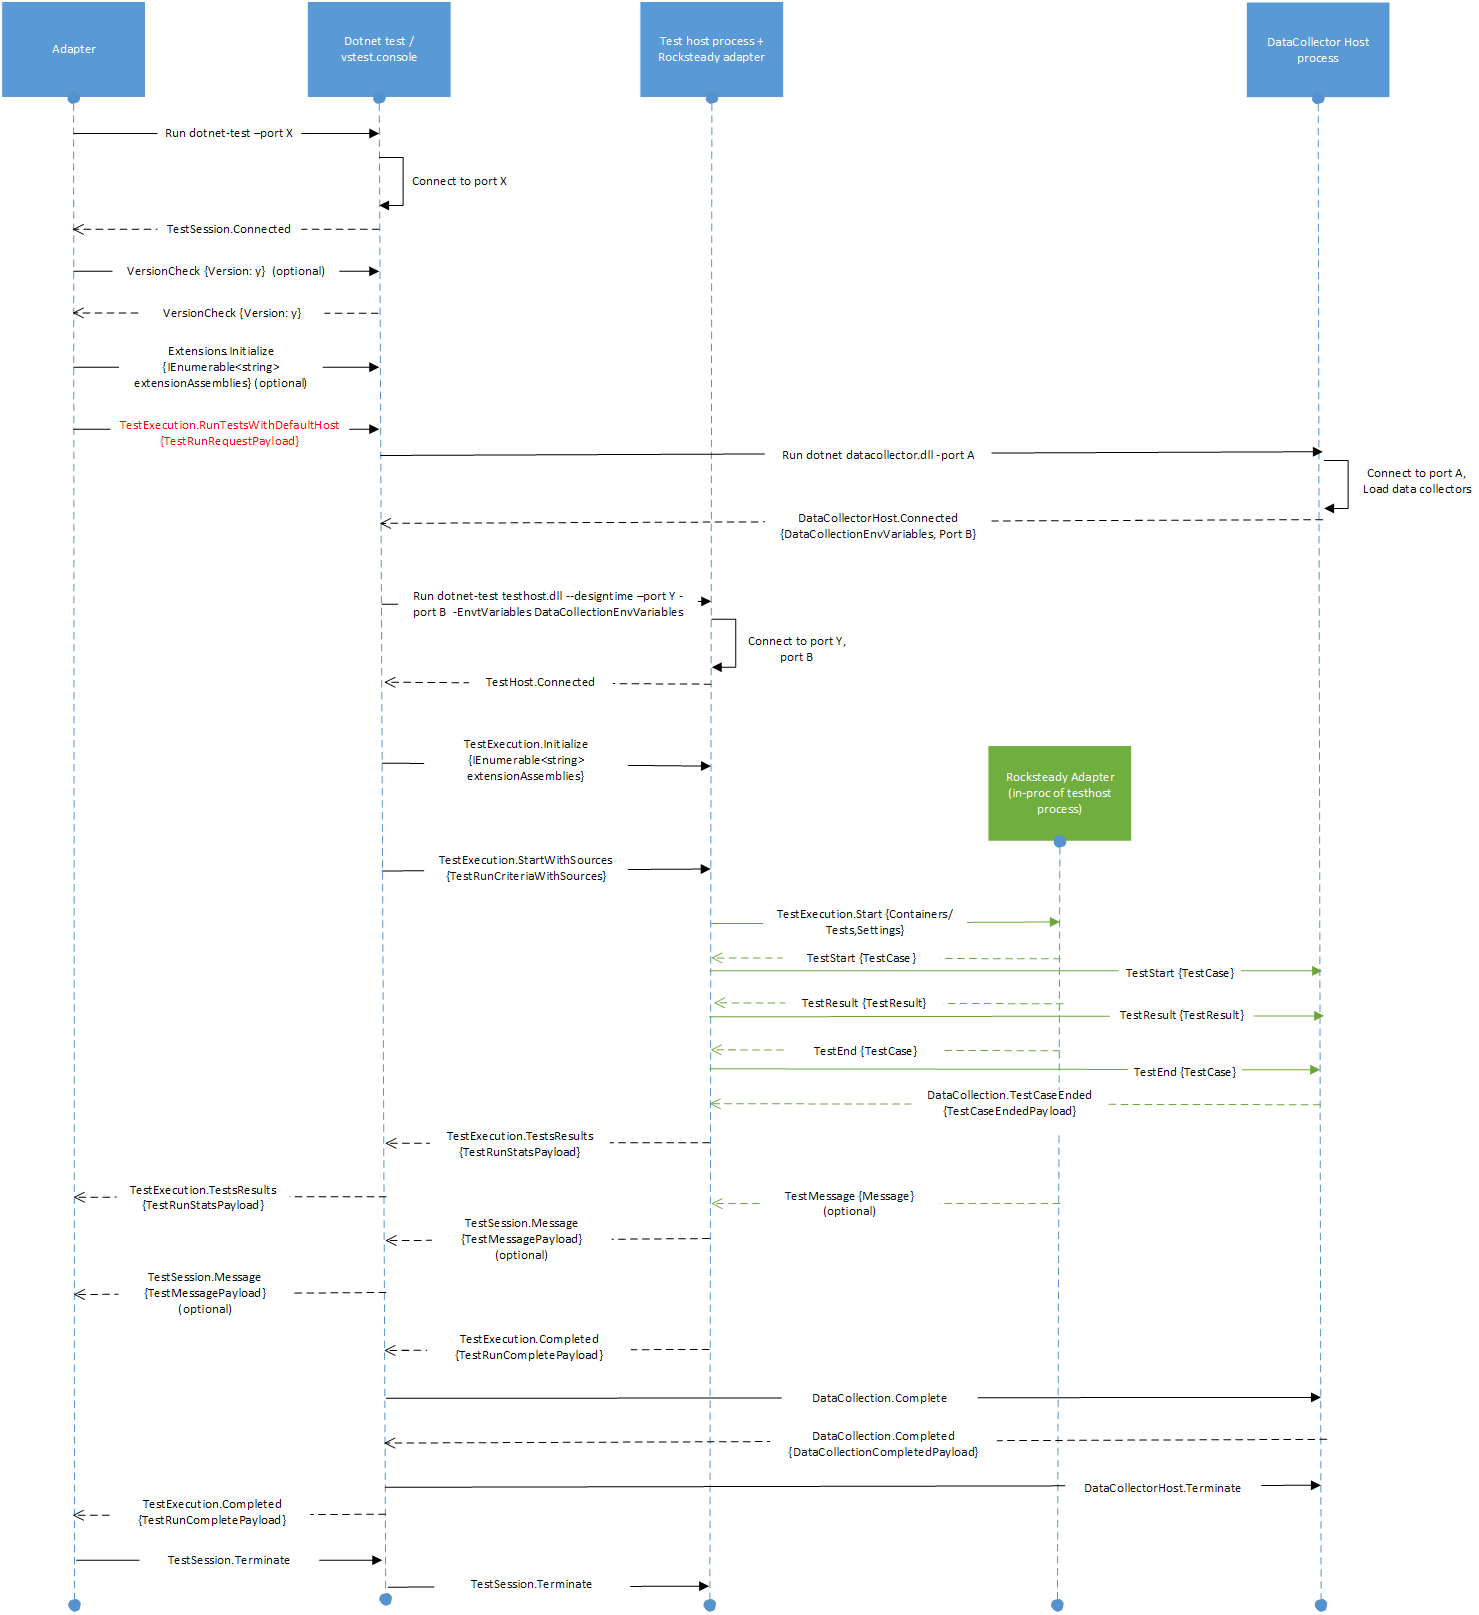 Adapter
Dotnet test /
vstest.console
Test host process +
Rocksteady adapter
DataCollector Host
process
Run dotnet-test –port X
Connect to port X
TestSession.Connected
VersionCheck {Version: y}  (optional)
VersionCheck {Version: y}
Extensions.Initialize
{IEnumerable<string>
extensionAssemblies} (optional)
TestExecution.RunTestsWithDefaultHost
{TestRunRequestPayload}
Run dotnet datacollector.dll -port A
Connect to port A,
Load data collectors
DataCollectorHost.Connected
{DataCollectionEnvVariables, Port B}
Run dotnet-test testhost.dll --designtime –port Y -
port B  -EnvtVariables DataCollectionEnvVariables
Connect to port Y,
port B
TestHost.Connected
TestExecution.Initialize
{IEnumerable<string>
extensionAssemblies}
Rocksteady Adapter
(in-proc of testhost
process)
TestExecution.StartWithSources
{TestRunCriteriaWithSources}
TestExecution.Start {Containers/
Tests,Settings}
TestStart {TestCase}
TestStart {TestCase}
TestResult {TestResult}
TestResult {TestResult}
TestEnd {TestCase}
TestEnd {TestCase}
DataCollection.TestCaseEnded
{TestCaseEndedPayload}
TestExecution.TestsResults
{TestRunStatsPayload}
TestExecution.TestsResults
{TestRunStatsPayload}
TestMessage {Message}
(optional)
TestSession.Message
{TestMessagePayload}
(optional)
TestSession.Message
{TestMessagePayload}
(optional)
TestExecution.Completed
{TestRunCompletePayload}
DataCollection.Complete
DataCollection.Completed
{DataCollectionCompletedPayload}
DataCollectorHost.Terminate
TestExecution.Completed
{TestRunCompletePayload}
TestSession.Terminate
TestSession.Terminate